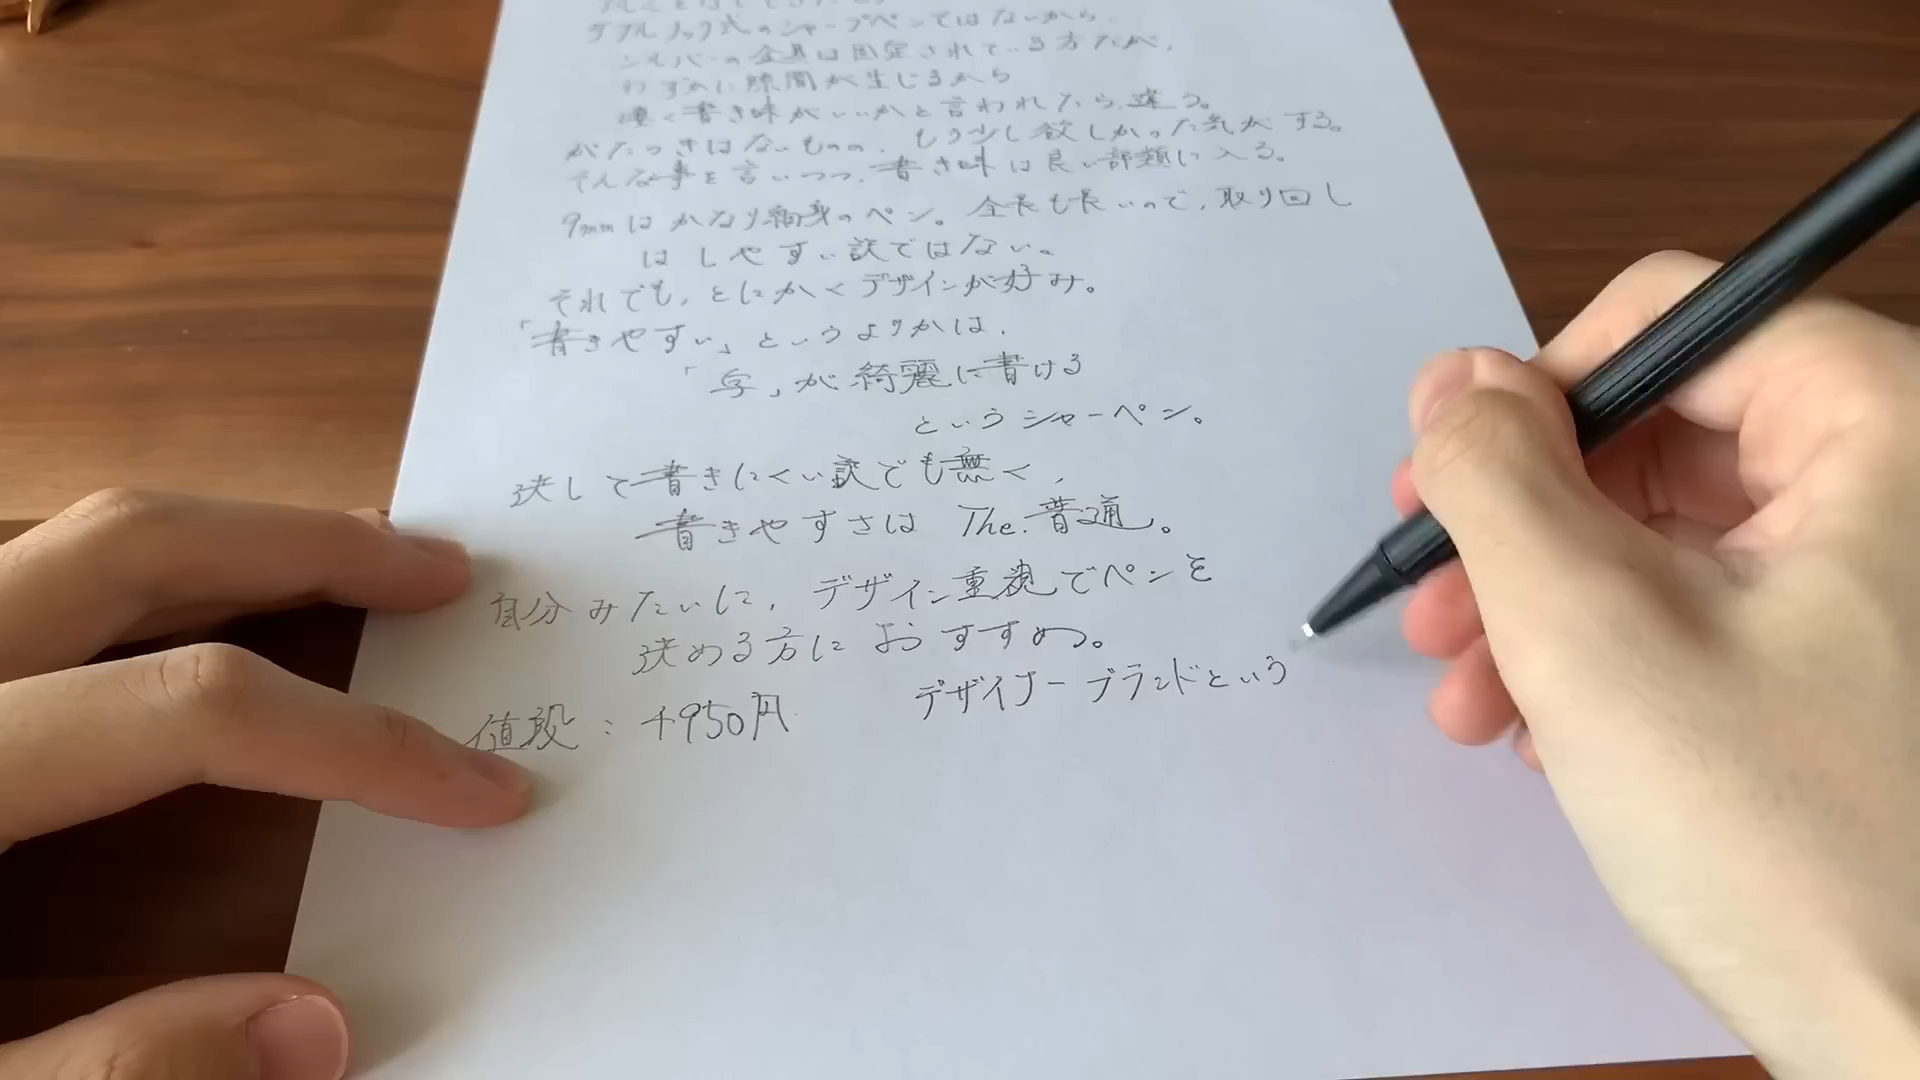 ダブルノック式のシャープペンではないから、
シルバーの金具は固定されている方だが、
わずかに隙間が生じるから
凄く書き味がいいかと言われたら、違う。
がたつきはないものの、もう少し欲しかった気がする。
そんな事を言いつつ、書き味は良い部類に入る。
9mmはかなり細身のペン。全長も長いので、取り回し
はしやすい訳ではない。
それでも、とにかくデザインが好み。
「書きやすい」というよりかは、
「字」が綺麗に書ける
というシャーペン。
決して書きにくい訳でも無く、
書きやすさは The.普通。
自分みたいに、デザイン重視でペンを
決める方におすすめ。
値段： 950円
デザイナーブランドという